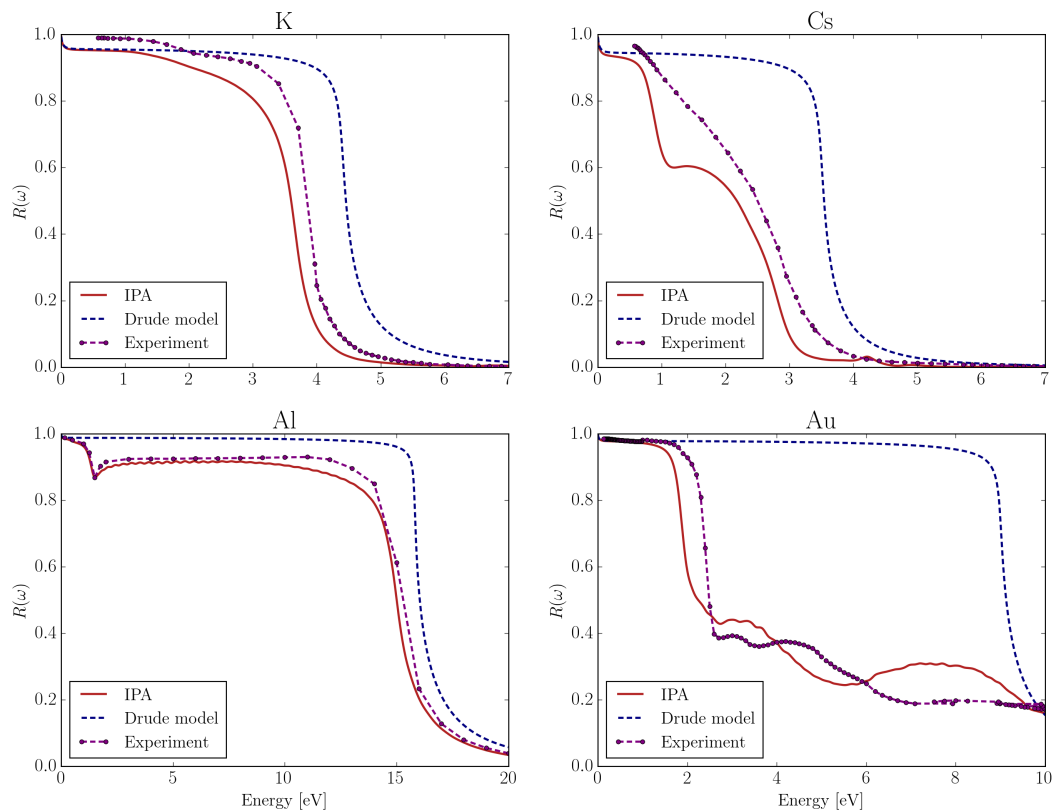 K
1.0
0.8
0.6
0.4
0.2
0.0
R(ω)
IPA
Drude model
Experiment
0 1 2 3 4 5 6 7
Cs
1.0
0.8
0.6
0.4
0.2
0.0
R(ω)
IPA
Drude model
Experiment
0 1 2 3 4 5 6 7
Al
1.0
0.8
0.6
0.4
0.2
0.0
R(ω)
IPA
Drude model
Experiment
0 5 10 15 20
Energy [eV]
Au
1.0
0.8
0.6
0.4
0.2
0.0
R(ω)
IPA
Drude model
Experiment
0 2 4 6 8 10
Energy [eV]